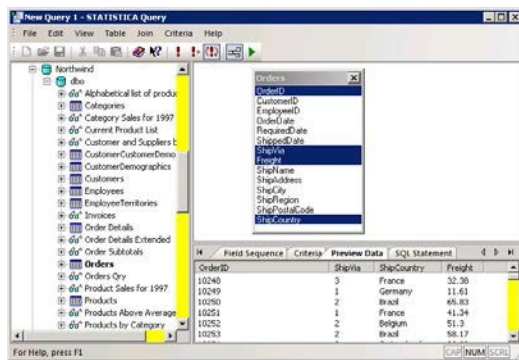 New Query 1 - STATISTICA Query
File Edit View Table Join Criteria Help
Northwind
dbo
Alphabetical list of produc
Categories
Category Sales for 1997
Current Product List
Customer and Suppliers b
CustomerCustomerDemo
CustomerDemographics
Customers
Employees
EmployeeTerritories
Invoices
Order Details
Order Details Extended
Order Subtotals
Orders
Orders Qry
Product Sales for 1997
Products
Products Above Average
Products by Category
Orders
OrderID
CustomerID
EmployeeID
OrderDate
RequiredDate
ShippedDate
ShipVia
Freight
ShipName
ShipAddress
ShipCity
ShipRegion
ShipPostalCode
ShipCountry
Field Sequence Criteria Preview Data SQL Statement
OrderID ShipVia ShipCountry Freight
10248 3 France 32.38
10249 1 Germany 11.61
10250 2 Brazil 65.83
10251 1 France 41.34
10252 2 Belgium 51.3
10253 2 Brazil 58.17
For Help, press F1
CAP NUM SCRL